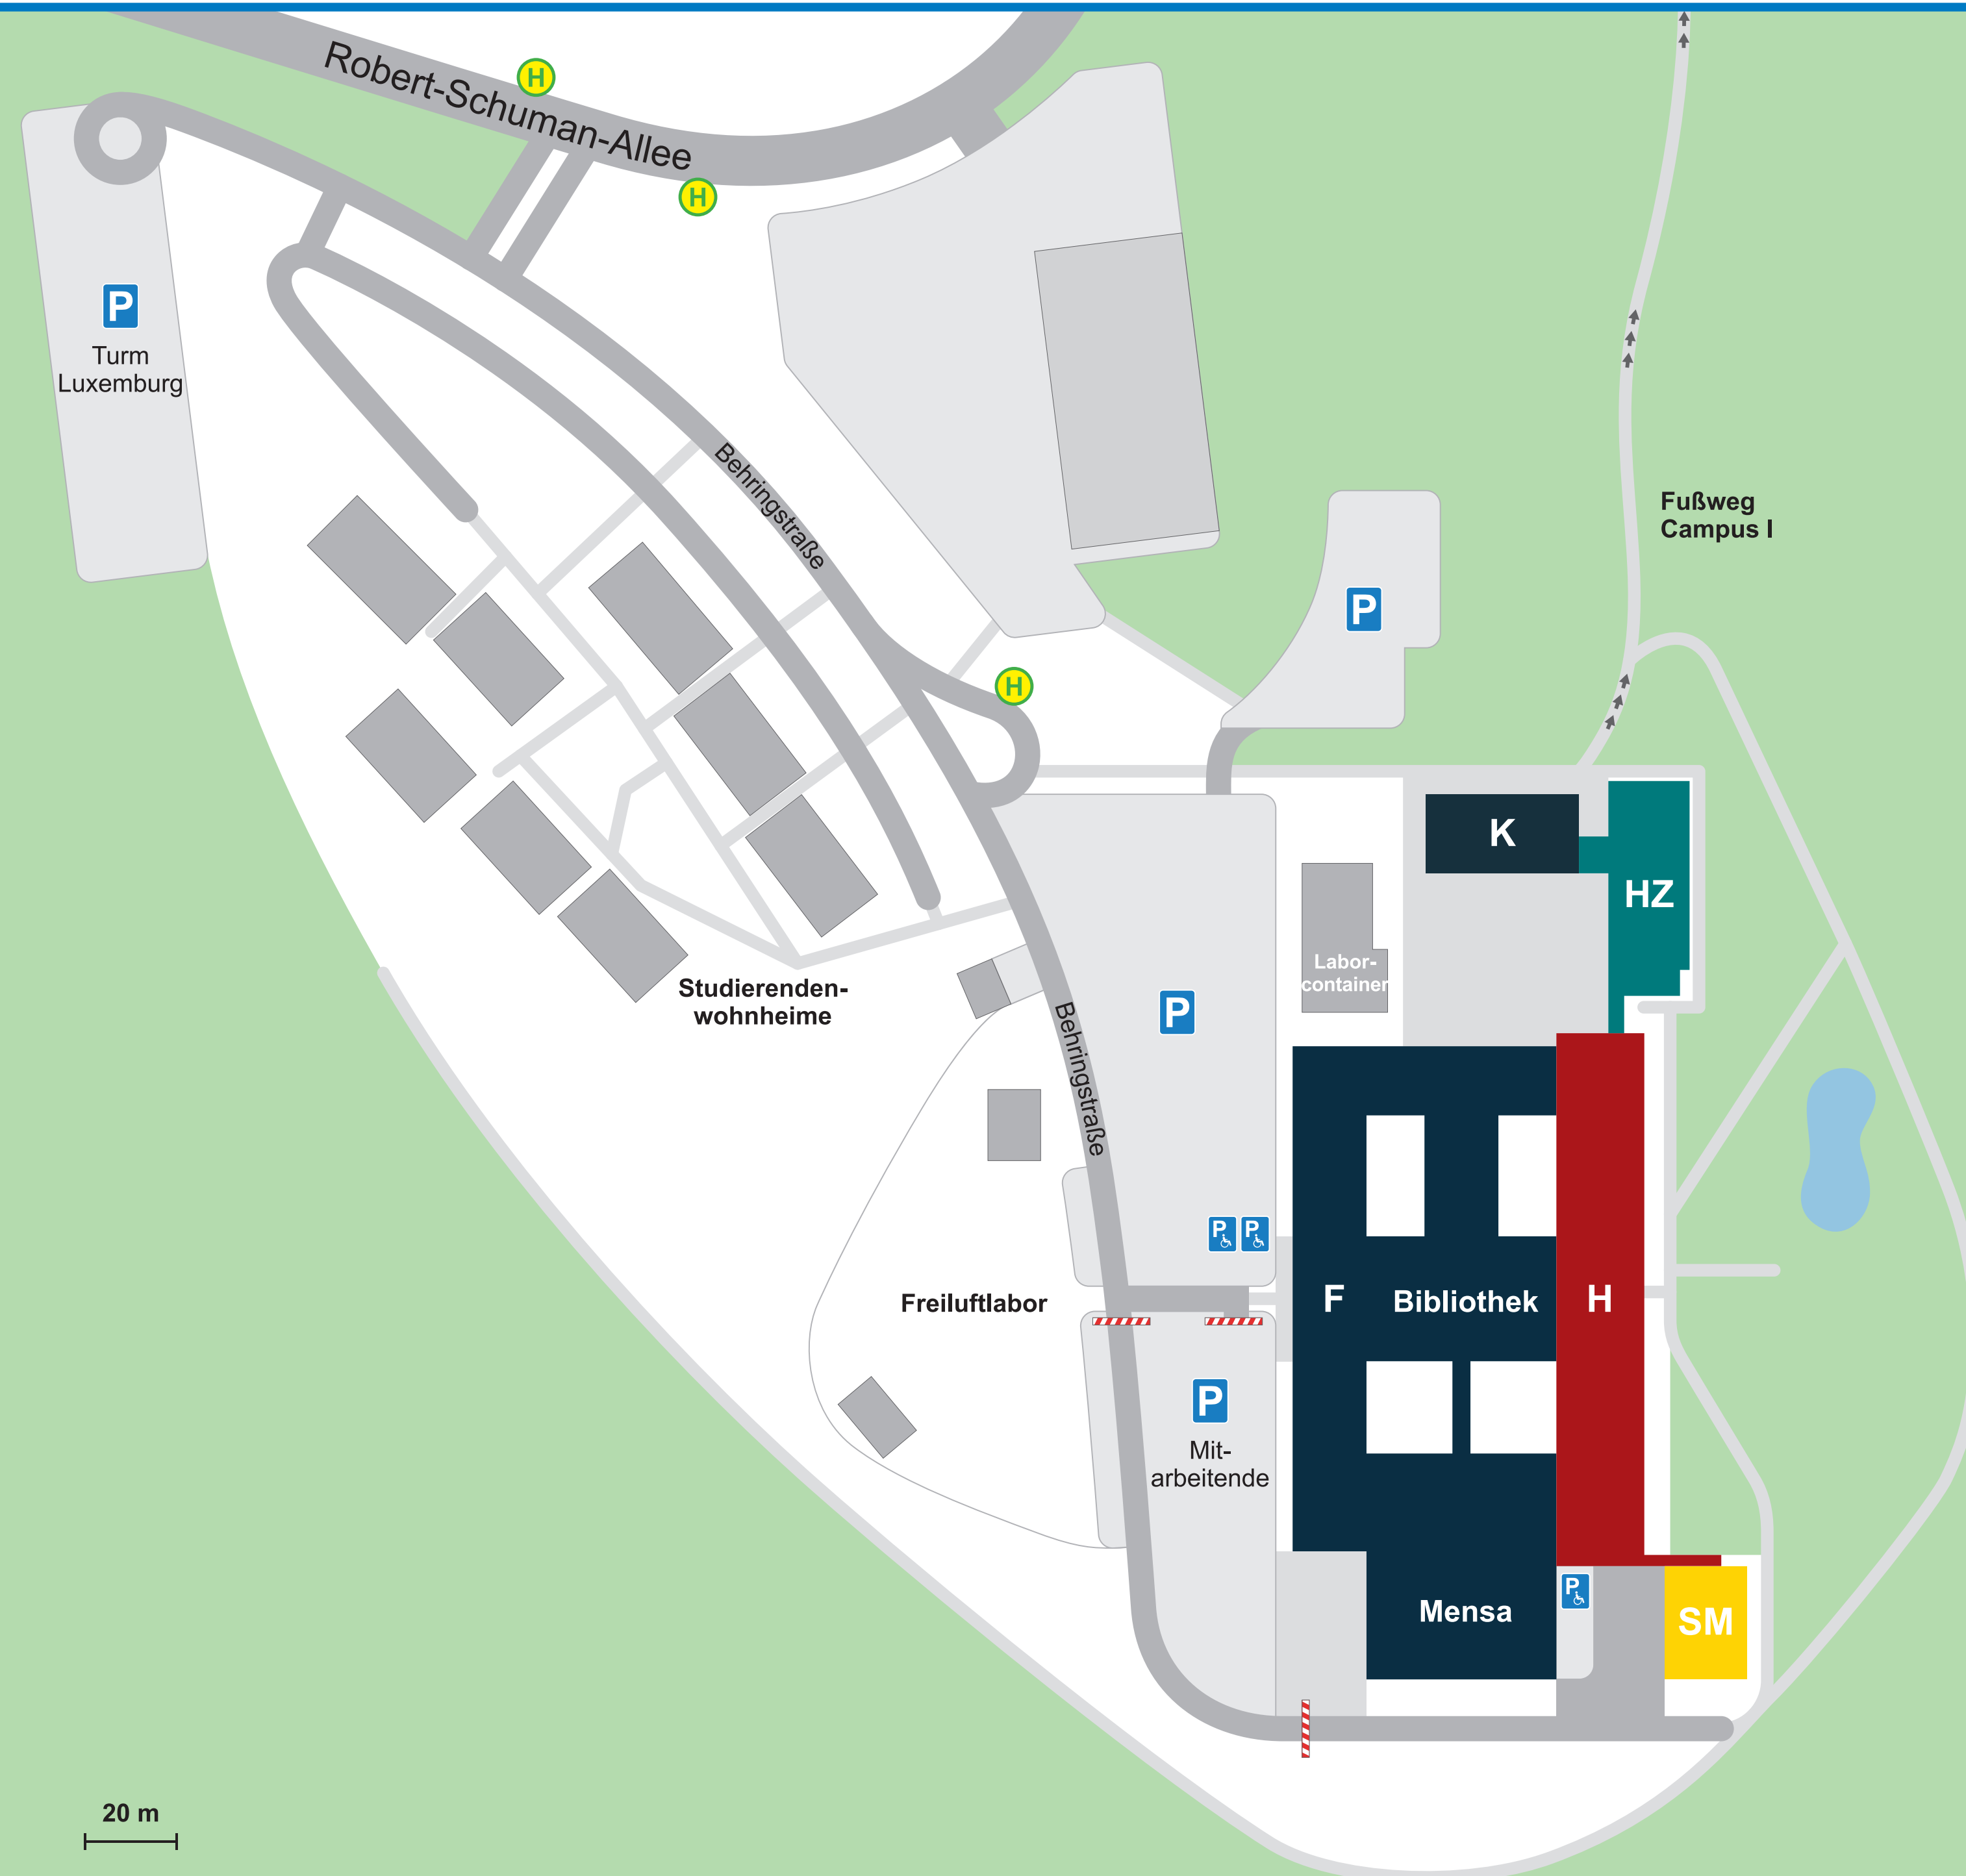 Robert-Schuman-Allee
H
H
P
Turm
Luxemburg
Behringstraße
Fußweg
Campus I
P
H
K
HZ
Labor-
container
Studierenden-
wohnheime
P
Behringstraße
P P
Freiluftlabor
F
Bibliothek
H
P
Mit-
arbeitende
P
Mensa
SM
20 m